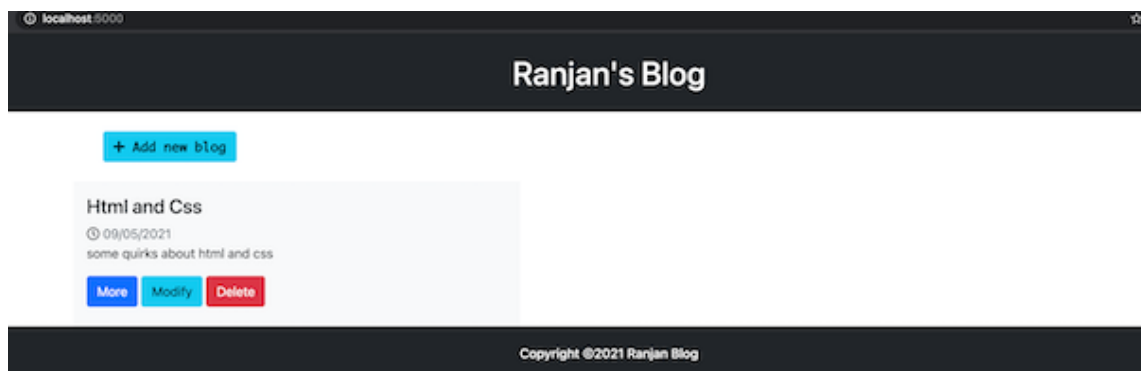 localhost:5000
Ranjan's Blog
+ Add new blog
Html and Css
09/05/2021
some quirks about html and css
More Modify Delete
Copyright ©2021 Ranjan Blog